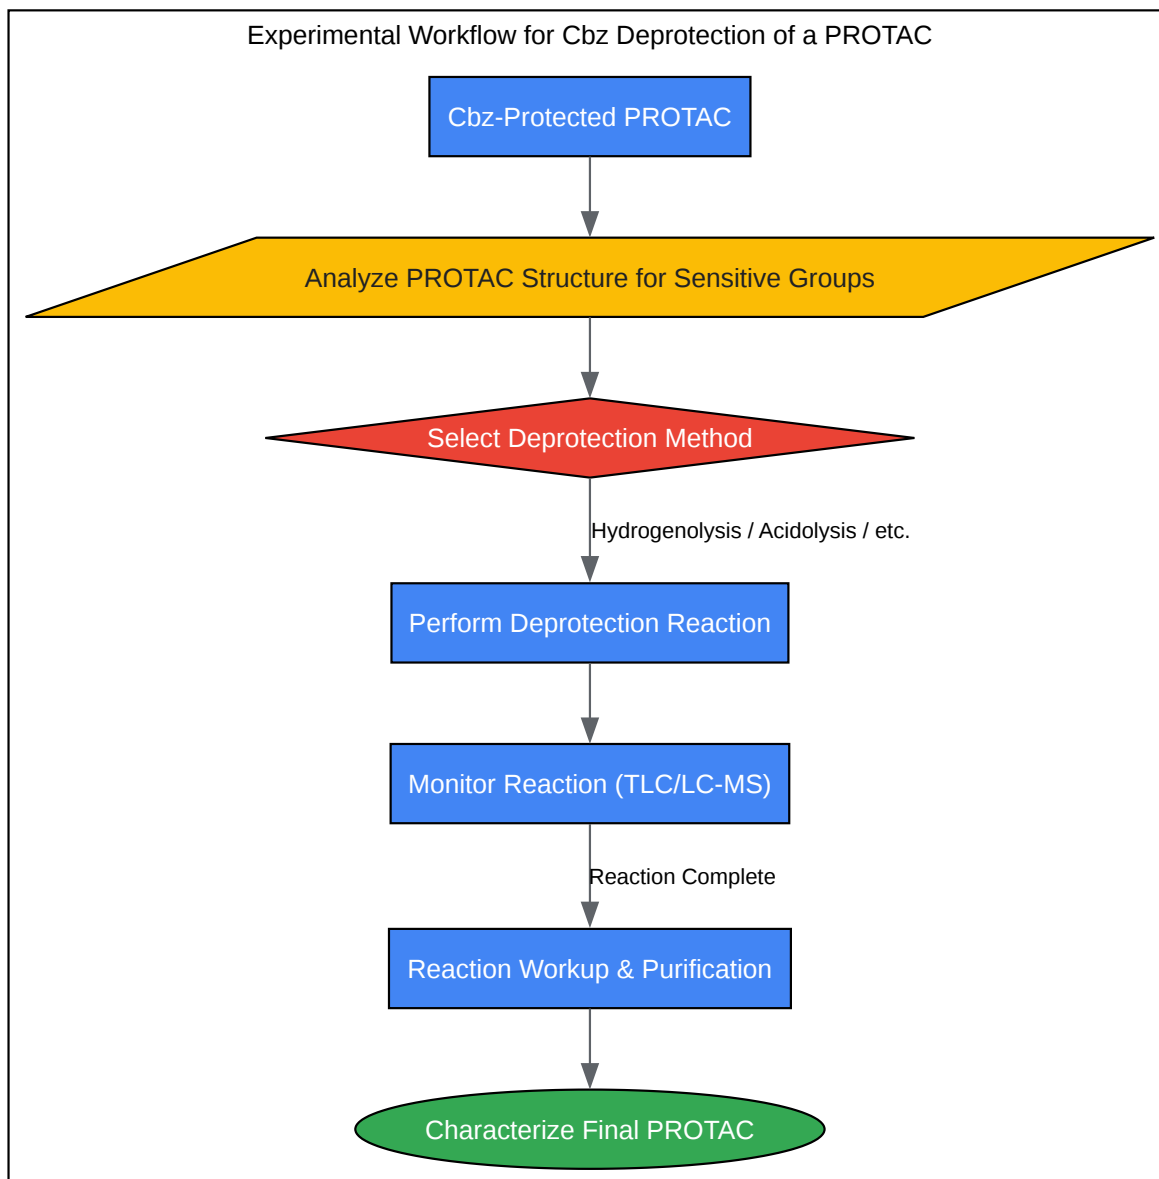 Experimental Workflow for Cbz Deprotection of a PROTAC
Cbz-Protected PROTAC
Analyze PROTAC Structure for Sensitive Groups
Select Deprotection Method
Hydrogenolysis / Acidolysis / etc.
Perform Deprotection Reaction
Monitor Reaction (TLC/LC-MS)
Reaction Complete
Reaction Workup & Purification
Characterize Final PROTAC